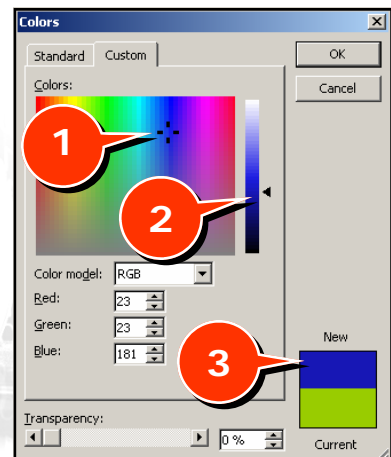 Colors
Standard Custom OK
Colors: Cancel
1
2
Color model: RGB
Red: 23
Green: 23
Blue: 181
3
New
Transparency:
0 %
Current